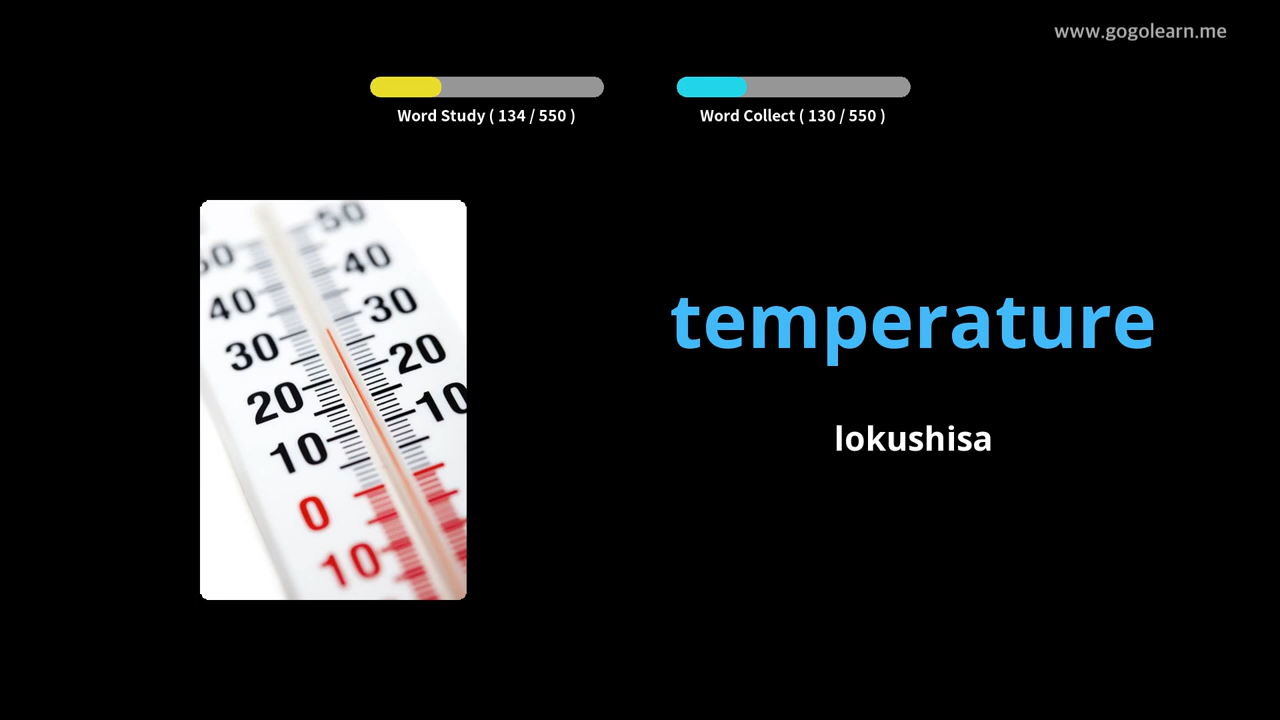 www.gogolearn.me
Word Study ( 134 / 550 )
Word Collect ( 130 / 550 )
50
50
40
40
30
30
20
20
10
10
0
10
temperature
lokushisa